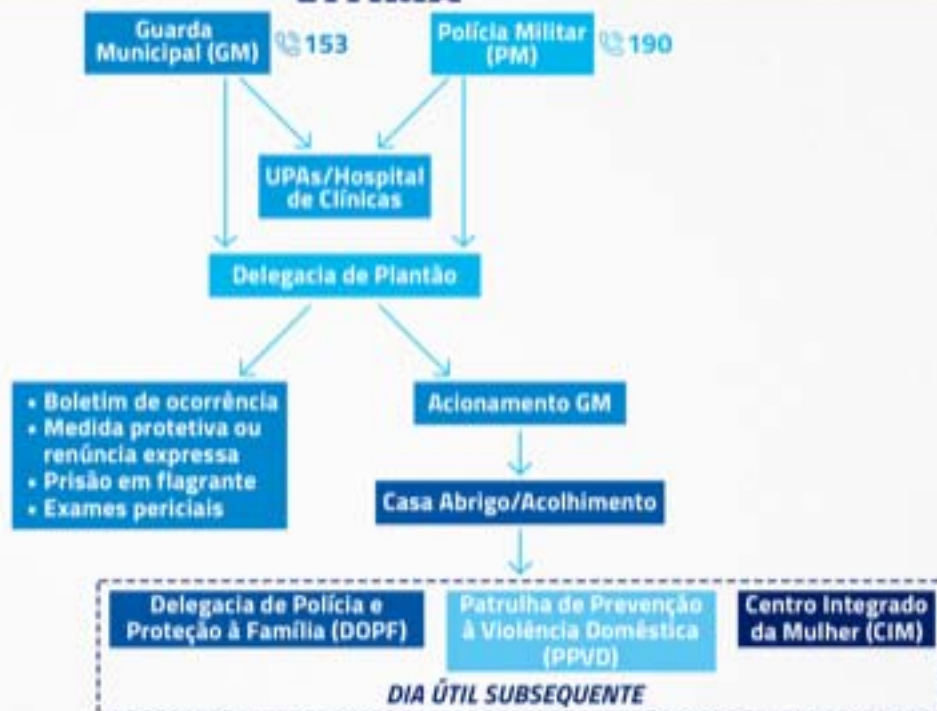 Guarda
Municipal (GM)
153
Polícia Militar
(PM)
190
UPAs/Hospital
de Clínicas
Delegacia de Plantão
• Boletim de ocorrência
• Medida protetiva ou
renúncia expressa
• Prisão em flagrante
• Exames periciais
Acionamento GM
Casa Abrigo/Acolhimento
Delegacia de Polícia e
Proteção à Família (DOPF)
Patrulha de Prevenção
à Violência Doméstica
(PPVD)
Centro Integrado
da Mulher (CIM)
DIA ÚTIL SUBSEQUENTE